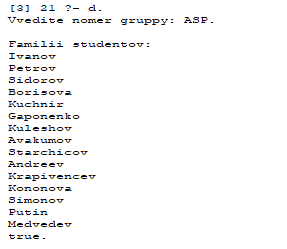 [3] 21 ?- d.
Vvedite nomer gruppy: ASP.
Familii studentov:
Ivanov
Petrov
Sidorov
Borisova
Kuchnir
Gaponenko
Kuleshov
Avakumov
Starchicov
Andreev
Krapivencev
Kononova
Simonov
Putin
Medvedev
true.